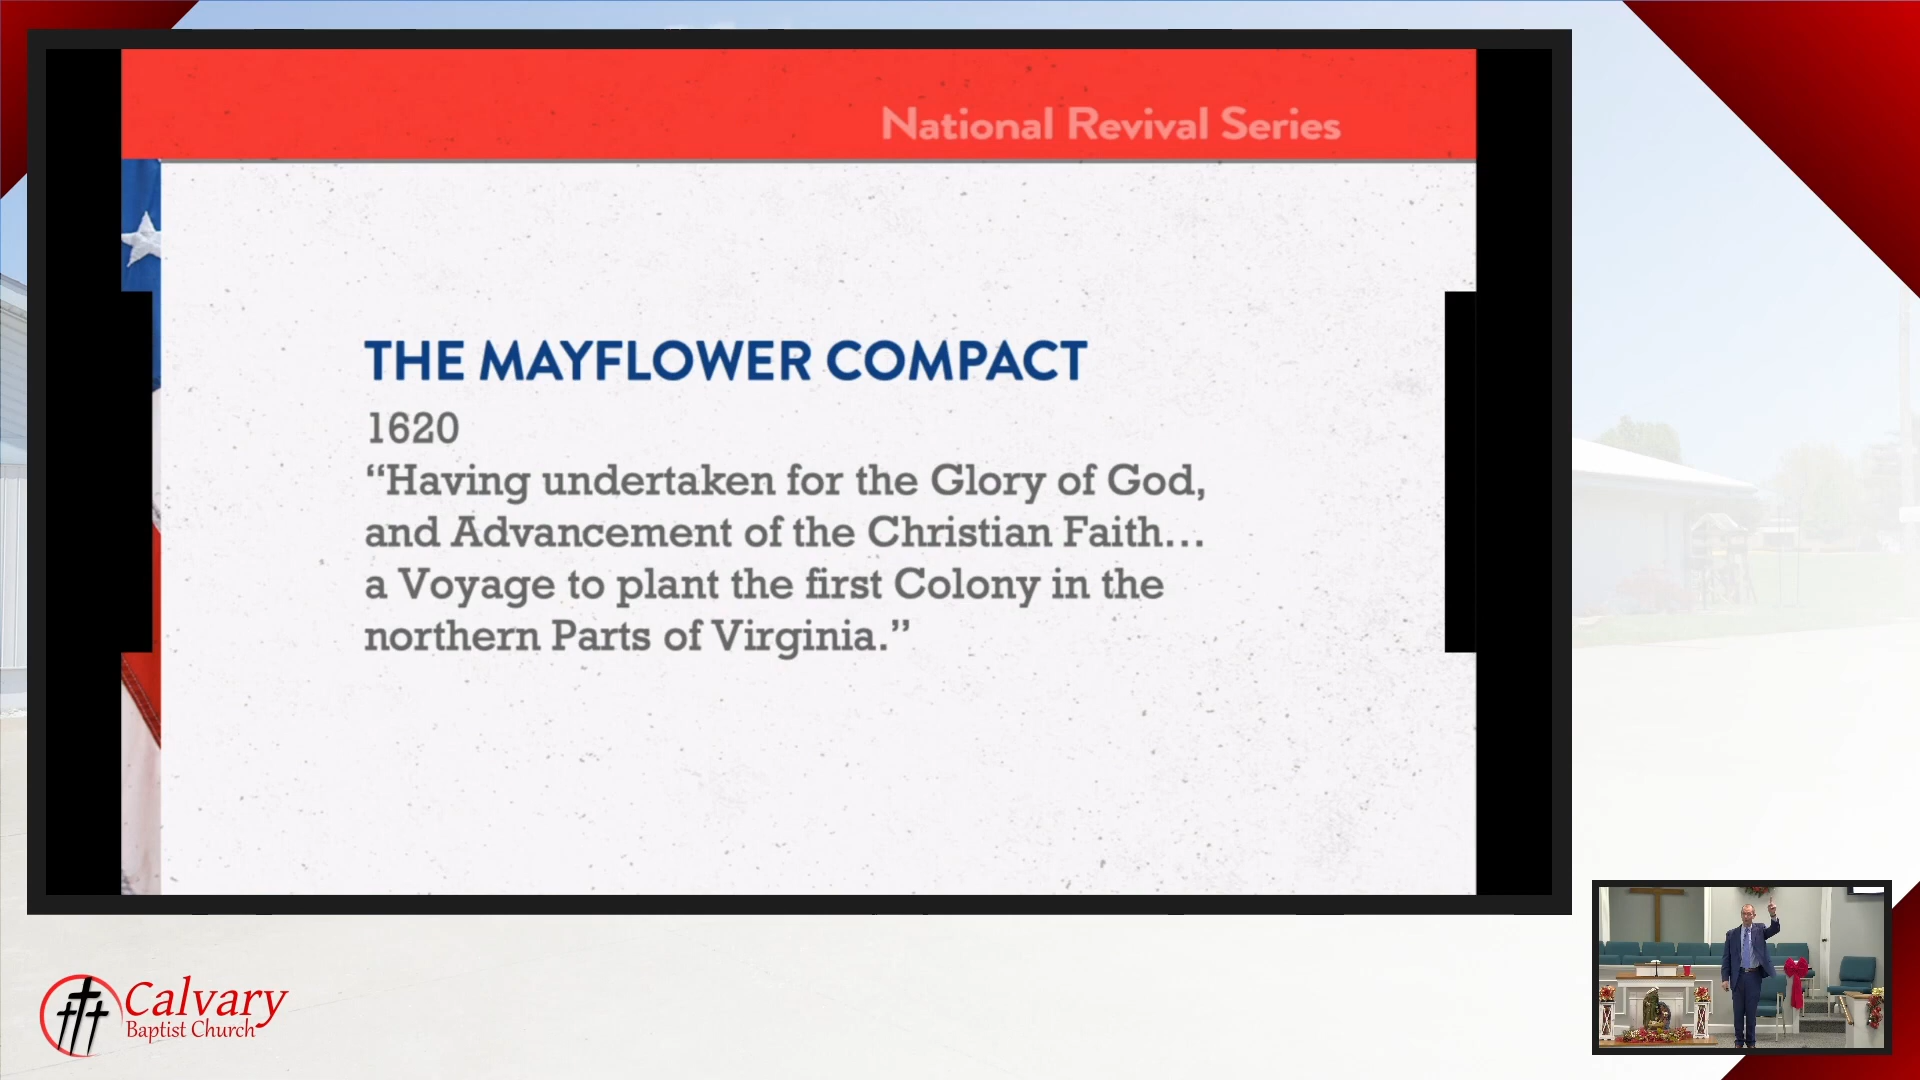 National Revival Series
THE MAYFLOWER COMPACT
1620
“Having undertaken for the Glory of God,
and Advancement of the Christian Faith…
a Voyage to plant the first Colony in the
northern Parts of Virginia.”
Calvary
Baptist Church